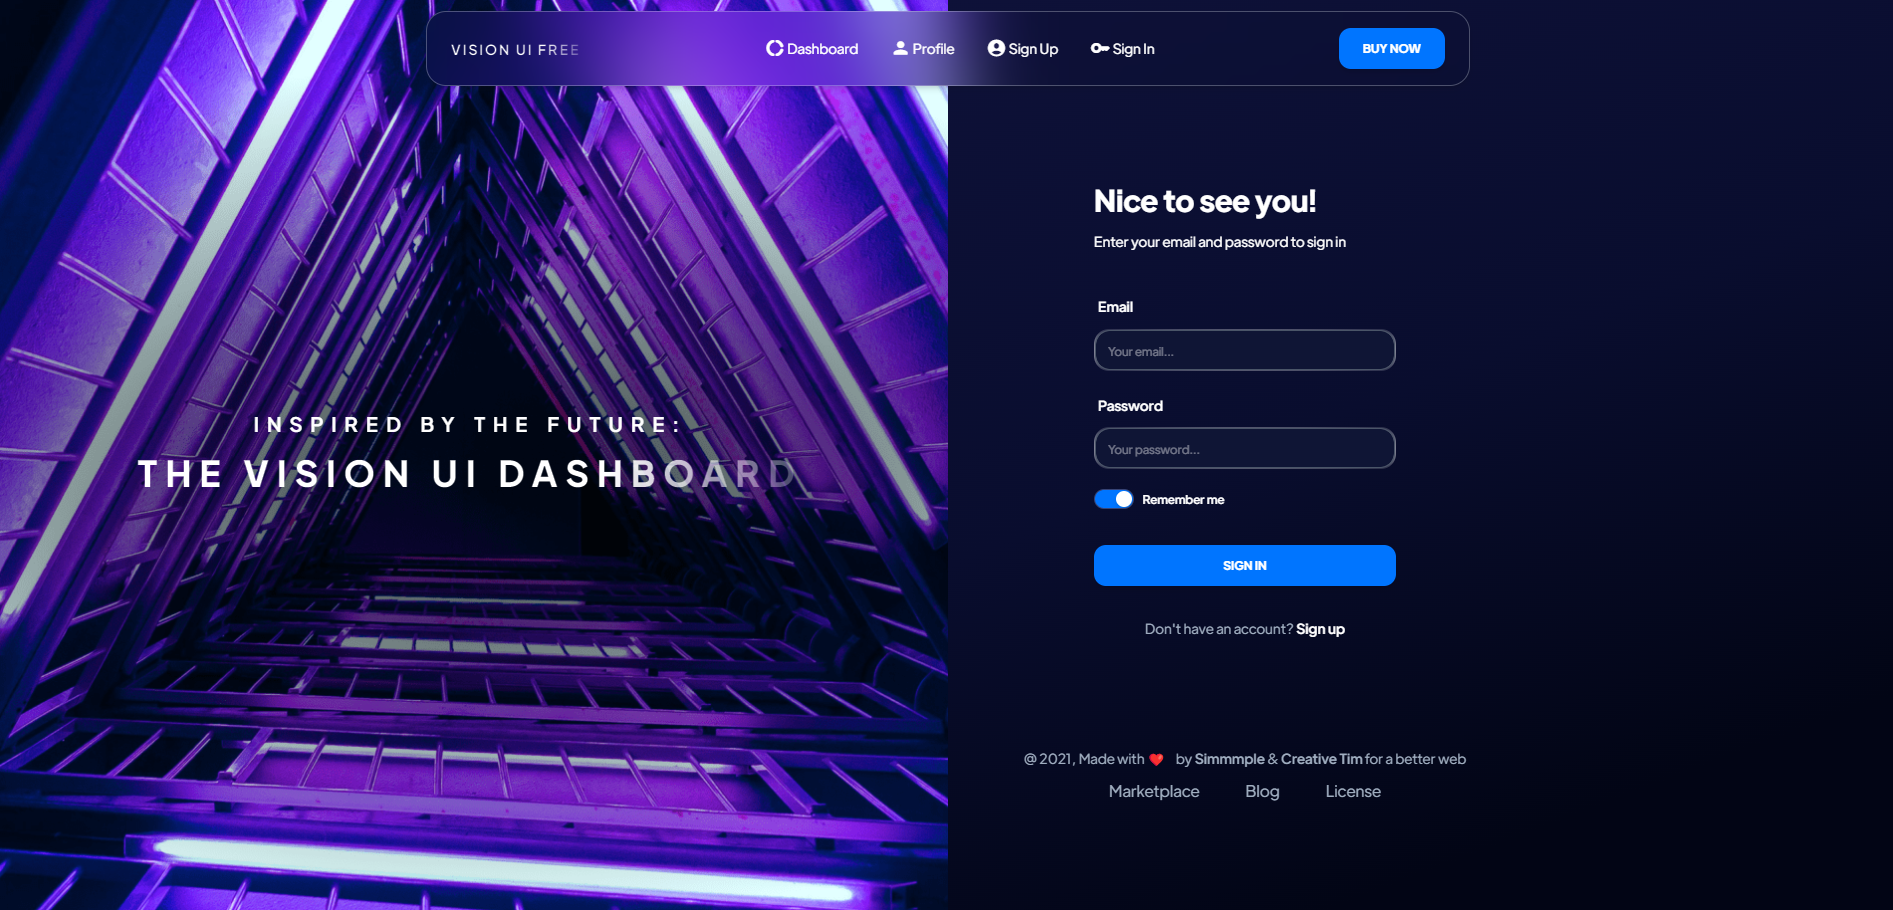 VISION UI FREE
Dashboard
Profile
Sign Up
Sign In
BUY NOW
INSPIRED BY THE FUTURE:
THE VISION UI DASHBOARD
Nice to see you!
Enter your email and password to sign in
Email
Your email...
Password
Your password...
Remember me
SIGN IN
Don't have an account? Sign up
@ 2021, Made with ❤️ by Simmmple & Creative Tim for a better web
Marketplace Blog License